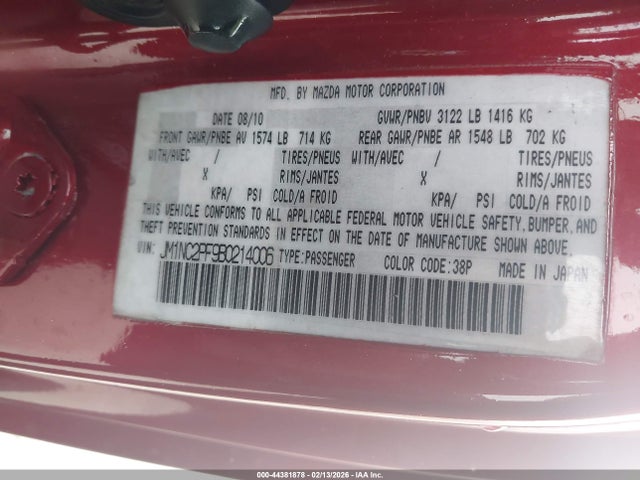 MFD. BY MAZDA MOTOR CORPORATION
DATE 08/10 GVWR/PNBV 3122 LB 1416 KG
FRONT GAWR/PNBE AV 1574 LB 714 KG REAR GAWR/PNBE AR 1548 LB 702 KG
WITH/AVEC / TIRES/PNEUS WITH/AVEC / TIRES/PNEUS
X RIMS/JANTES X RIMS/JANTES
KPA/ PSI COLD/A FROID KPA/ PSI COLD/A FROID
THIS VEHICLE CONFORMS TO ALL APPLICABLE FEDERAL MOTOR VEHICLE SAFETY, BUMPER, AND
THEFT PREVENTION STANDARDS IN EFFECT ON THE DATE OF MANUFACTURE SHOWN ABOVE.
VIN: JM1NC2PF9B0214006 TYPE:PASSENGER COLOR CODE:38P MADE IN JAPAN
000-44381878 - 02/13/2026 - IAA Inc.